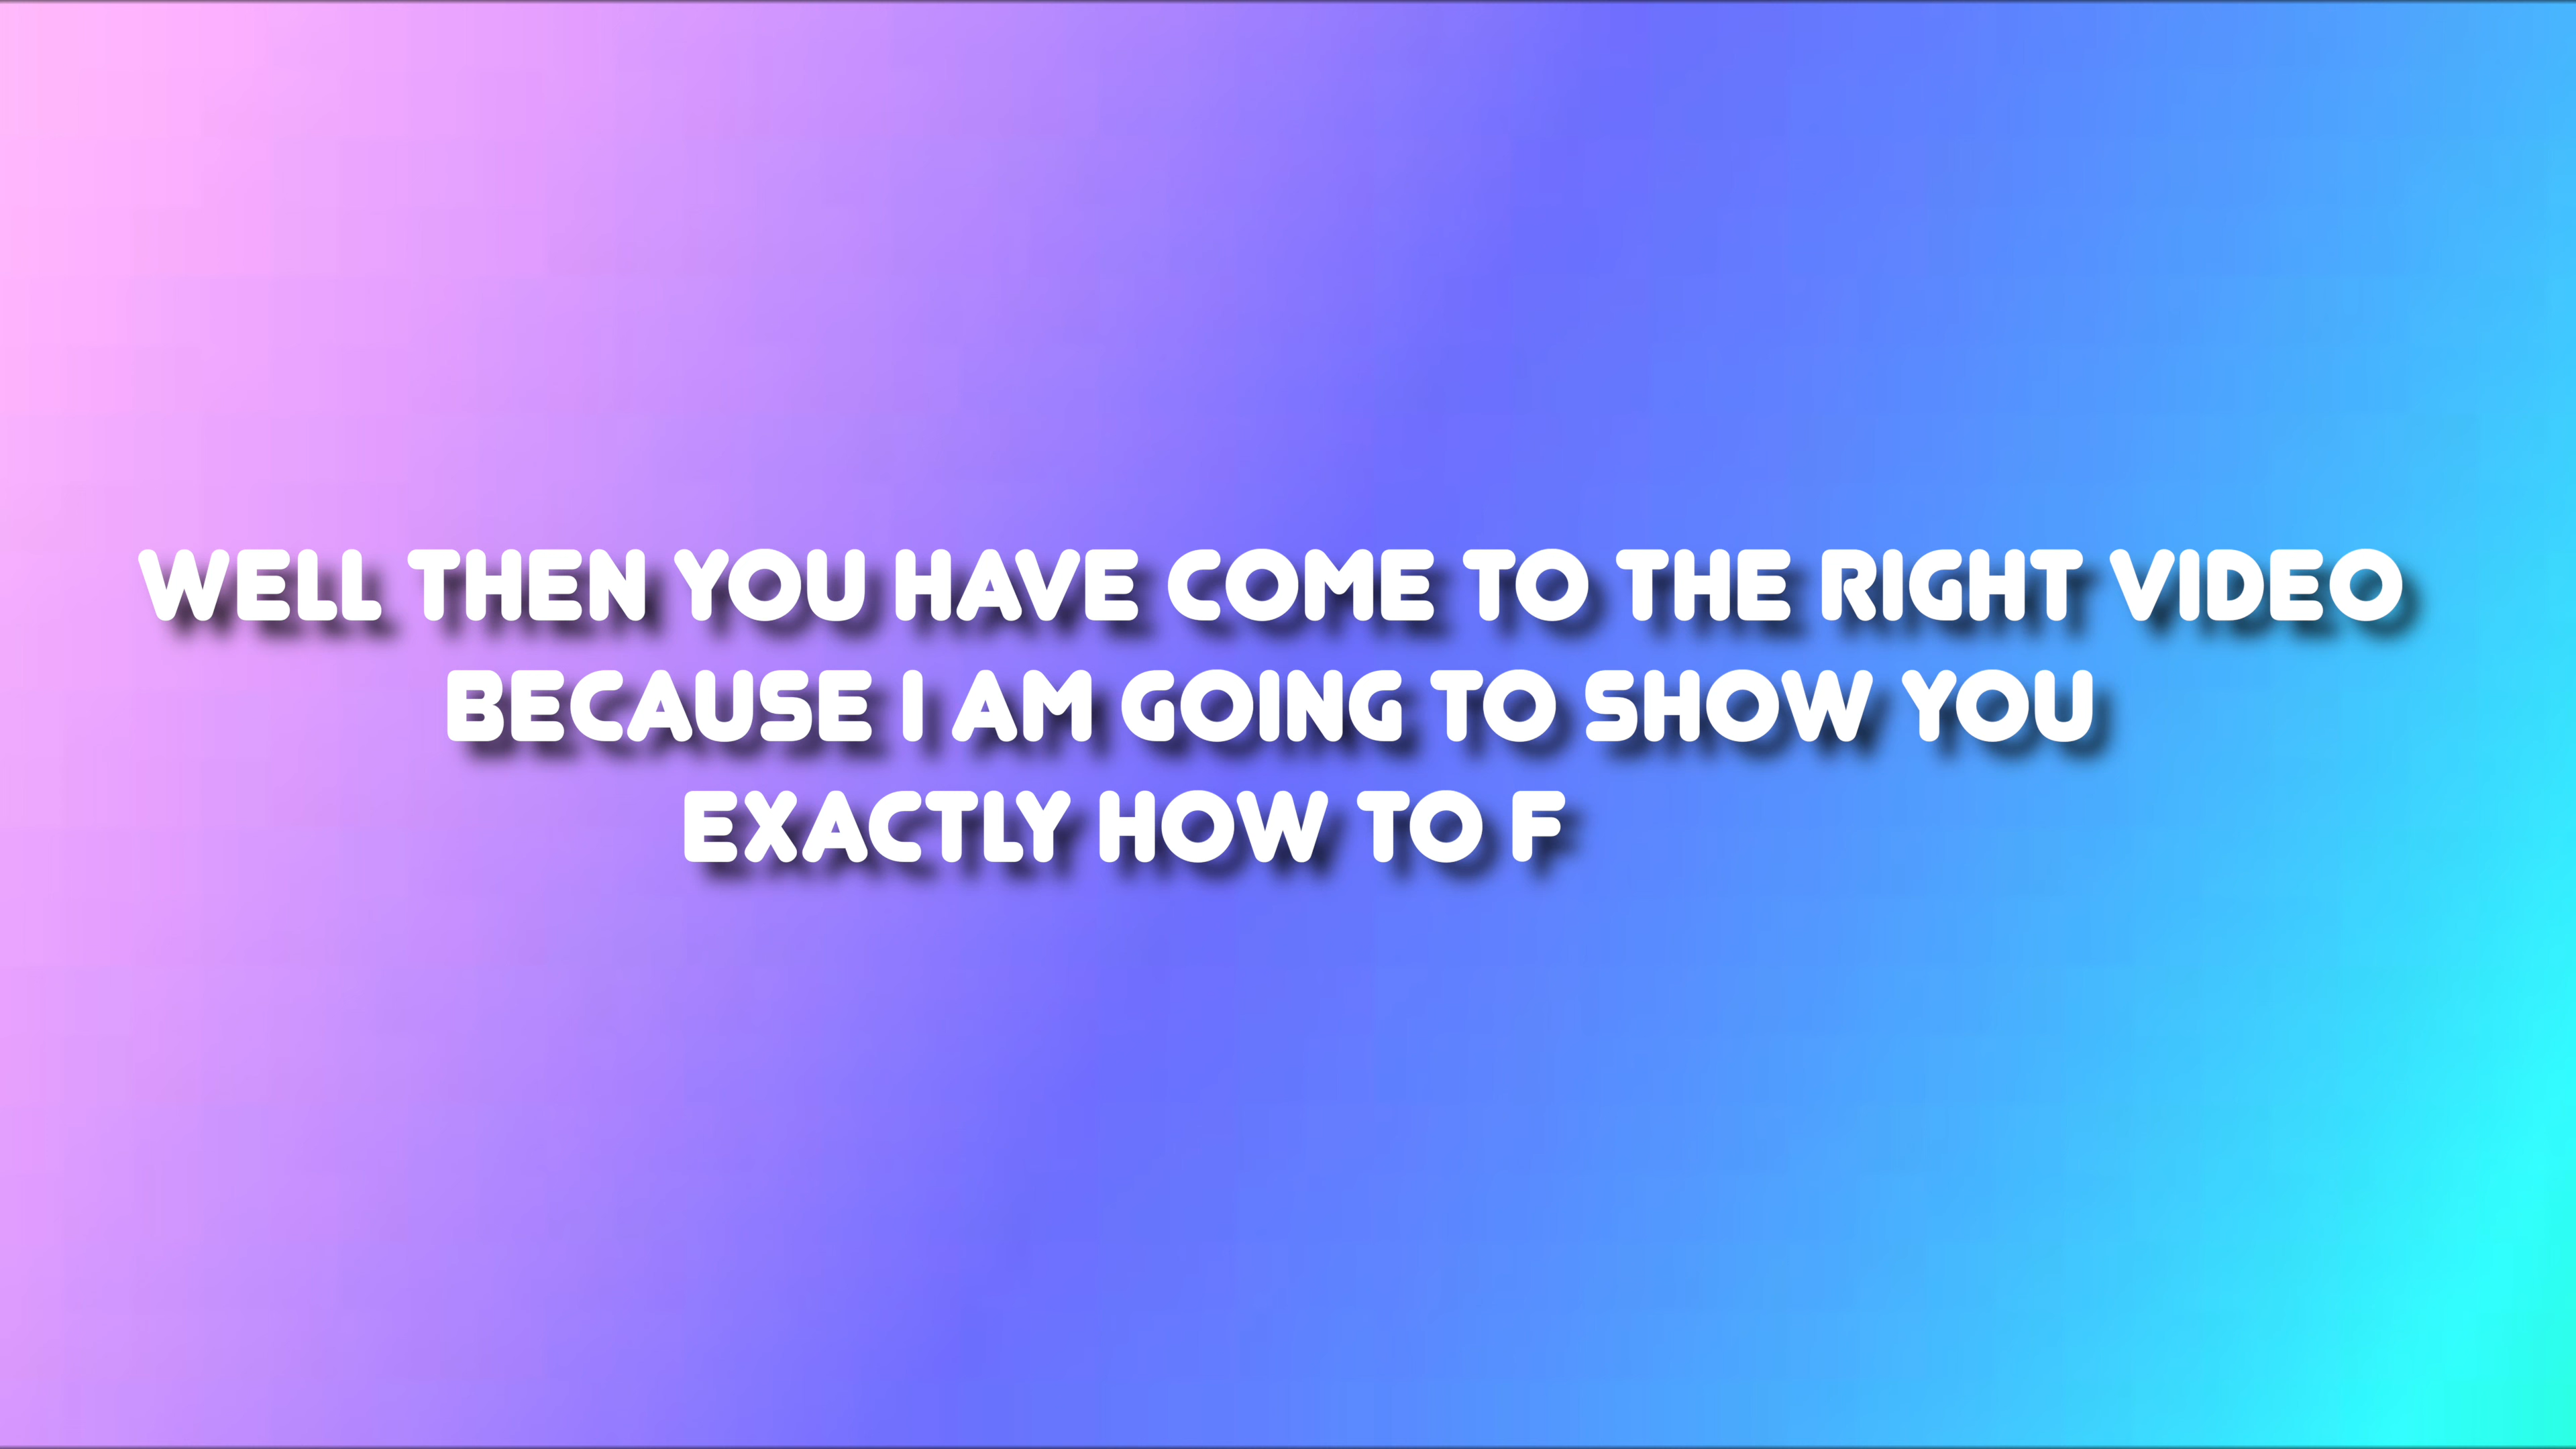 WELL THEN YOU HAVE COME TO THE RIGHT VIDEO
BECAUSE I AM GOING TO SHOW YOU
EXACTLY HOW TO F